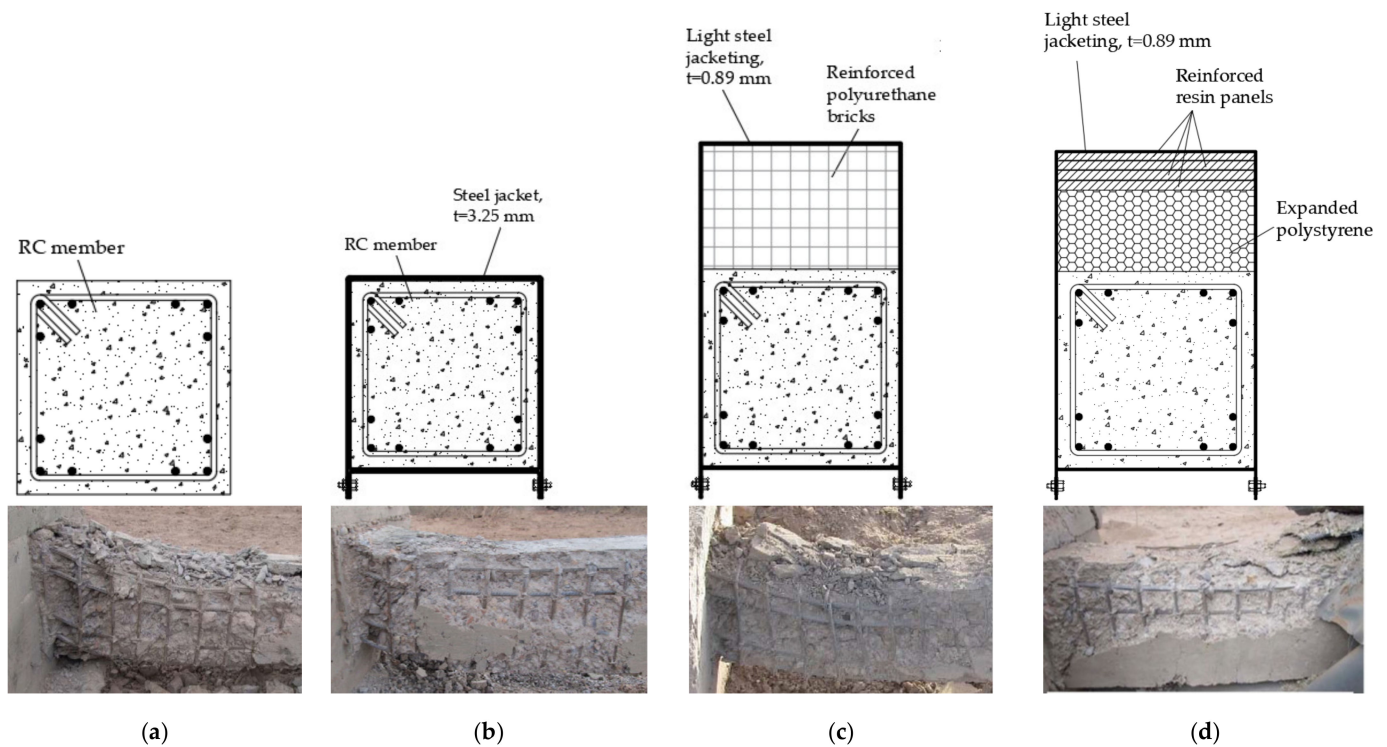 RC member
(a)
Steel jacket,
t=3.25 mm
RC member
(b)
Light steel
jacketing,
t=0.89 mm
Reinforced
polyurethane
bricks
(c)
Light steel
jacketing, t=0.89 mm
Reinforced
resin panels
Expanded
polystyrene
(d)